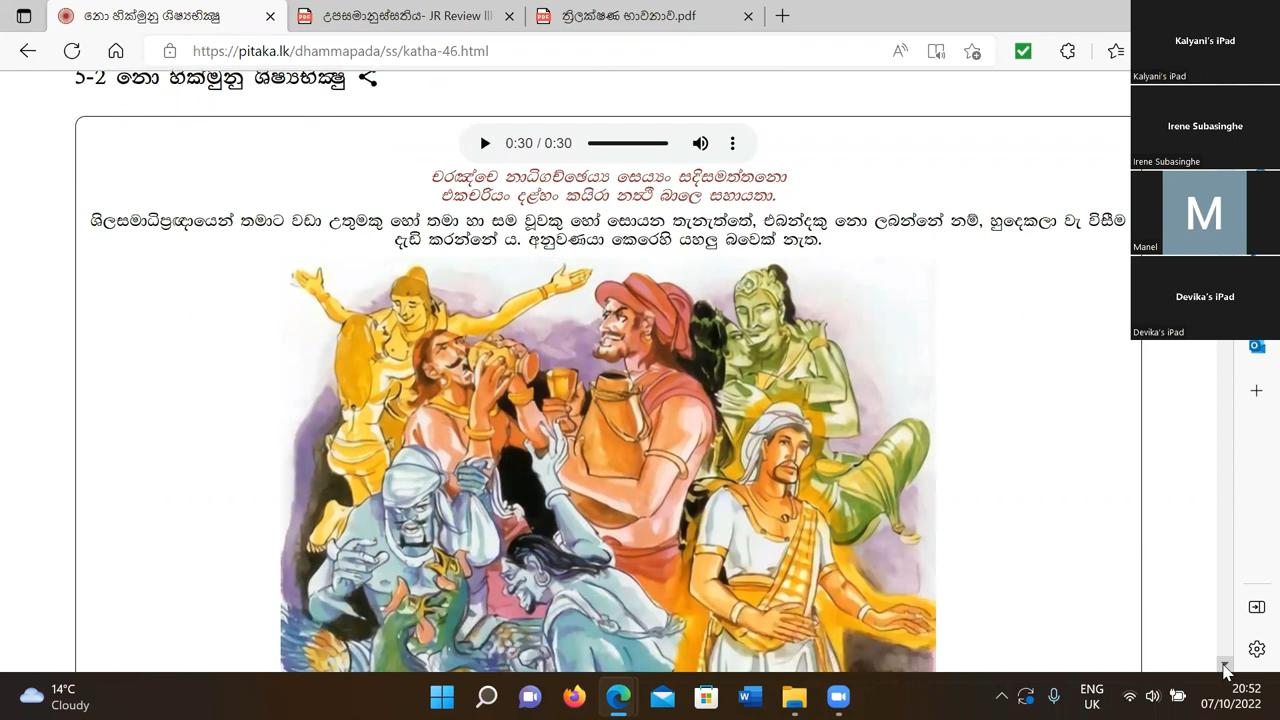 නො හික්මුනු ශිෂ්‍යභික්‍ෂු
උපසමානුස්සතිය- JR Review III
ත්‍රිලක්ෂණ භාවනාව.pdf
https://pitaka.lk/dhammapada/ss/katha-46.html
5-2 නො හික්මුනු ශිෂ්‍යභික්‍ෂු
0:30 / 0:30
චරඤ්චෙ නාධිගච්ඡෙය්‍ය සෙය්‍යං සදිසමත්තනො
එකචරියං දළ්හං කයිරා නත්‍ථි බාලෙ සහායතා.
ශීලසමාධිප්‍රඥායෙන් තමාට වඩා උතුමකු හෝ තමා හා සම වූවකු හෝ සොයන තැනැත්තේ, එබන්දකු නො ලබන්නේ නම්, හුදෙකලා වැ විසීම
දැඩි කරන්නේ ය. අනුවණයා කෙරෙහි යහලු බවෙක් නැත.
Kalyani's iPad
Kalyani's iPad
Irene Subasinghe
Irene Subasinghe
M
Manel
Devika's iPad
Devika's iPad
14°C
Cloudy
ENG
UK
20:52
07/10/2022